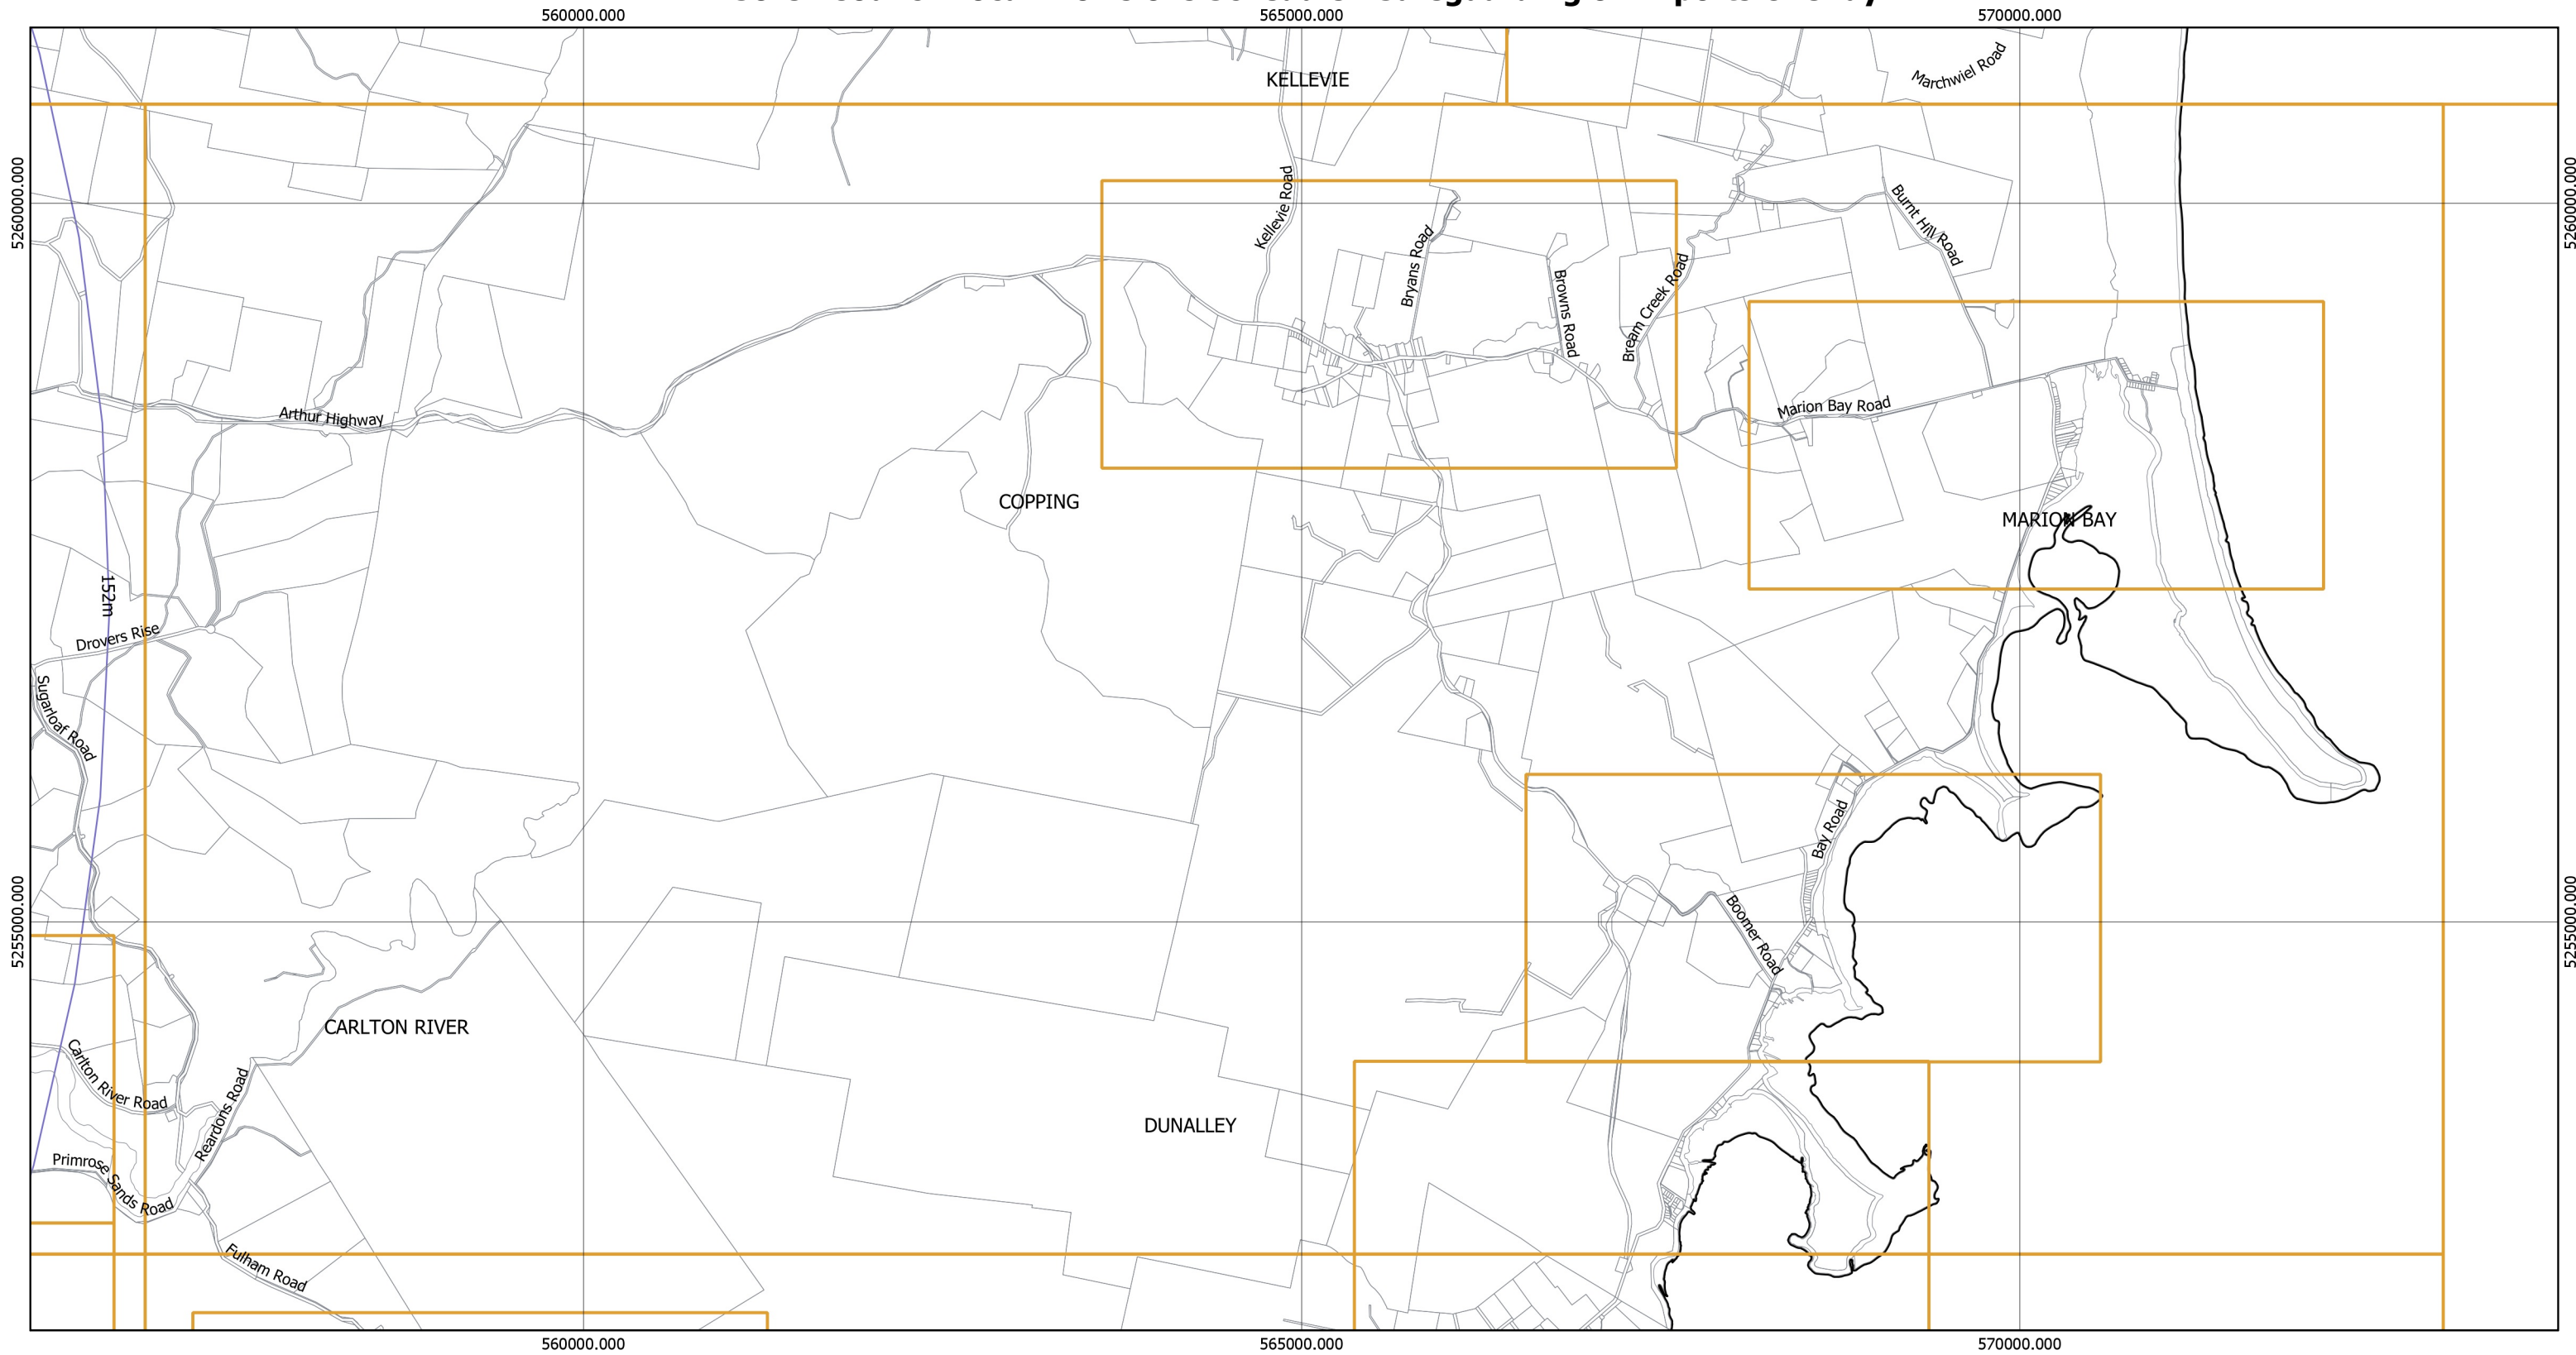 560000.000
565000.000
570000.000
KELLEVIE
Marchwiel Road
5260000.000
5260000.000
Kellevie Road
Bryans Road
Burnt Hill Road
Browns Road
Bream Creek Road
Arthur Highway
Marion Bay Road
COPPING
MARION BAY
152m
Drovers Rise
Sugarloaf Road
Bay Road
5255000.000
5255000.000
Boomer Road
CARLTON RIVER
Carlton River Road
Reardons Road
DUNALLEY
Primrose Sands Road
Fulham Road
560000.000
565000.000
570000.000